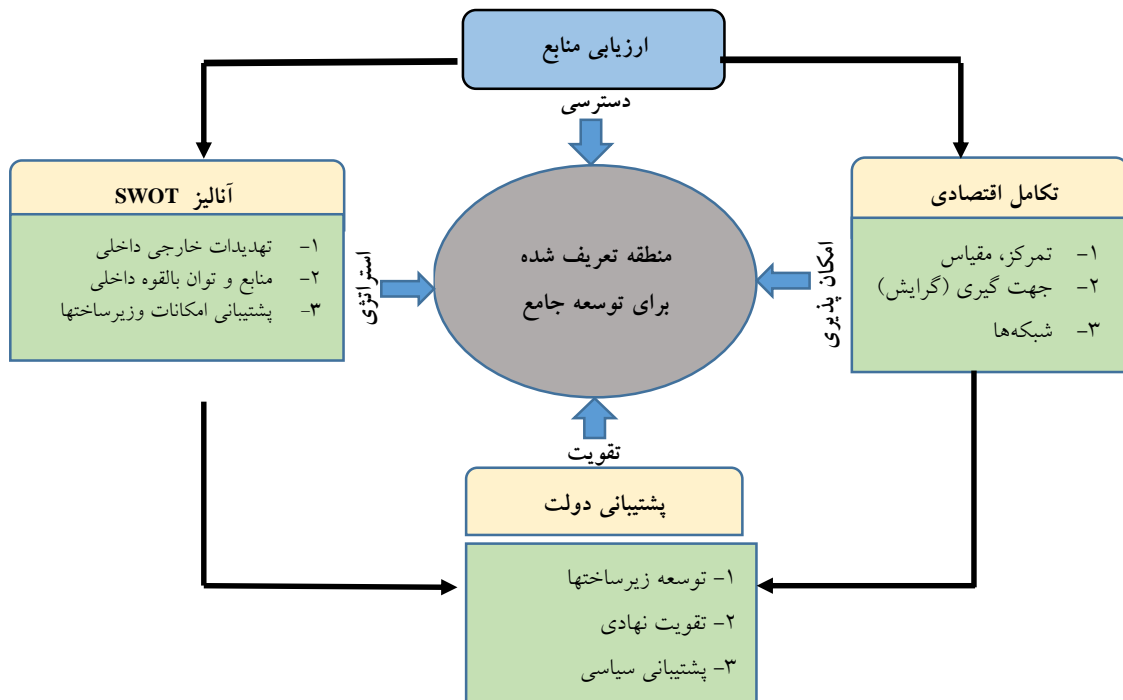 ارزیابی منابع
دسترسی
تکامل اقتصادی
۱- تمرکز، مقیاس
۲- جهت گیری (گرایش)
۳- شبکه‌ها
امکان پذیری
منطقه تعریف شده
برای توسعه جامع
آنالیز SWOT
۱- تهدیدات خارجی داخلی
۲- منابع و توان بالقوه داخلی
۳- پشتیبانی امکانات وزیرساختها
استراتژی
تقویت
پشتیبانی دولت
۱- توسعه زیرساختها
۲- تقویت نهادی
۳- پشتیبانی سیاسی